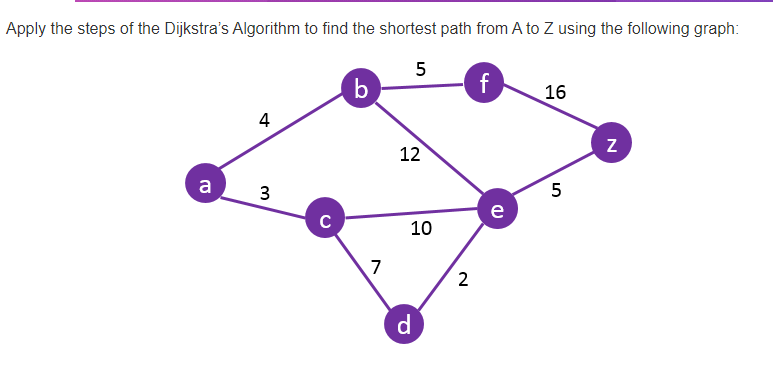 Apply the steps of the Dijkstra's Algorithm to find the shortest path from A to Z using the following graph:
5
b
f
16
4
z
12
a
3
5
e
c
10
7
2
d